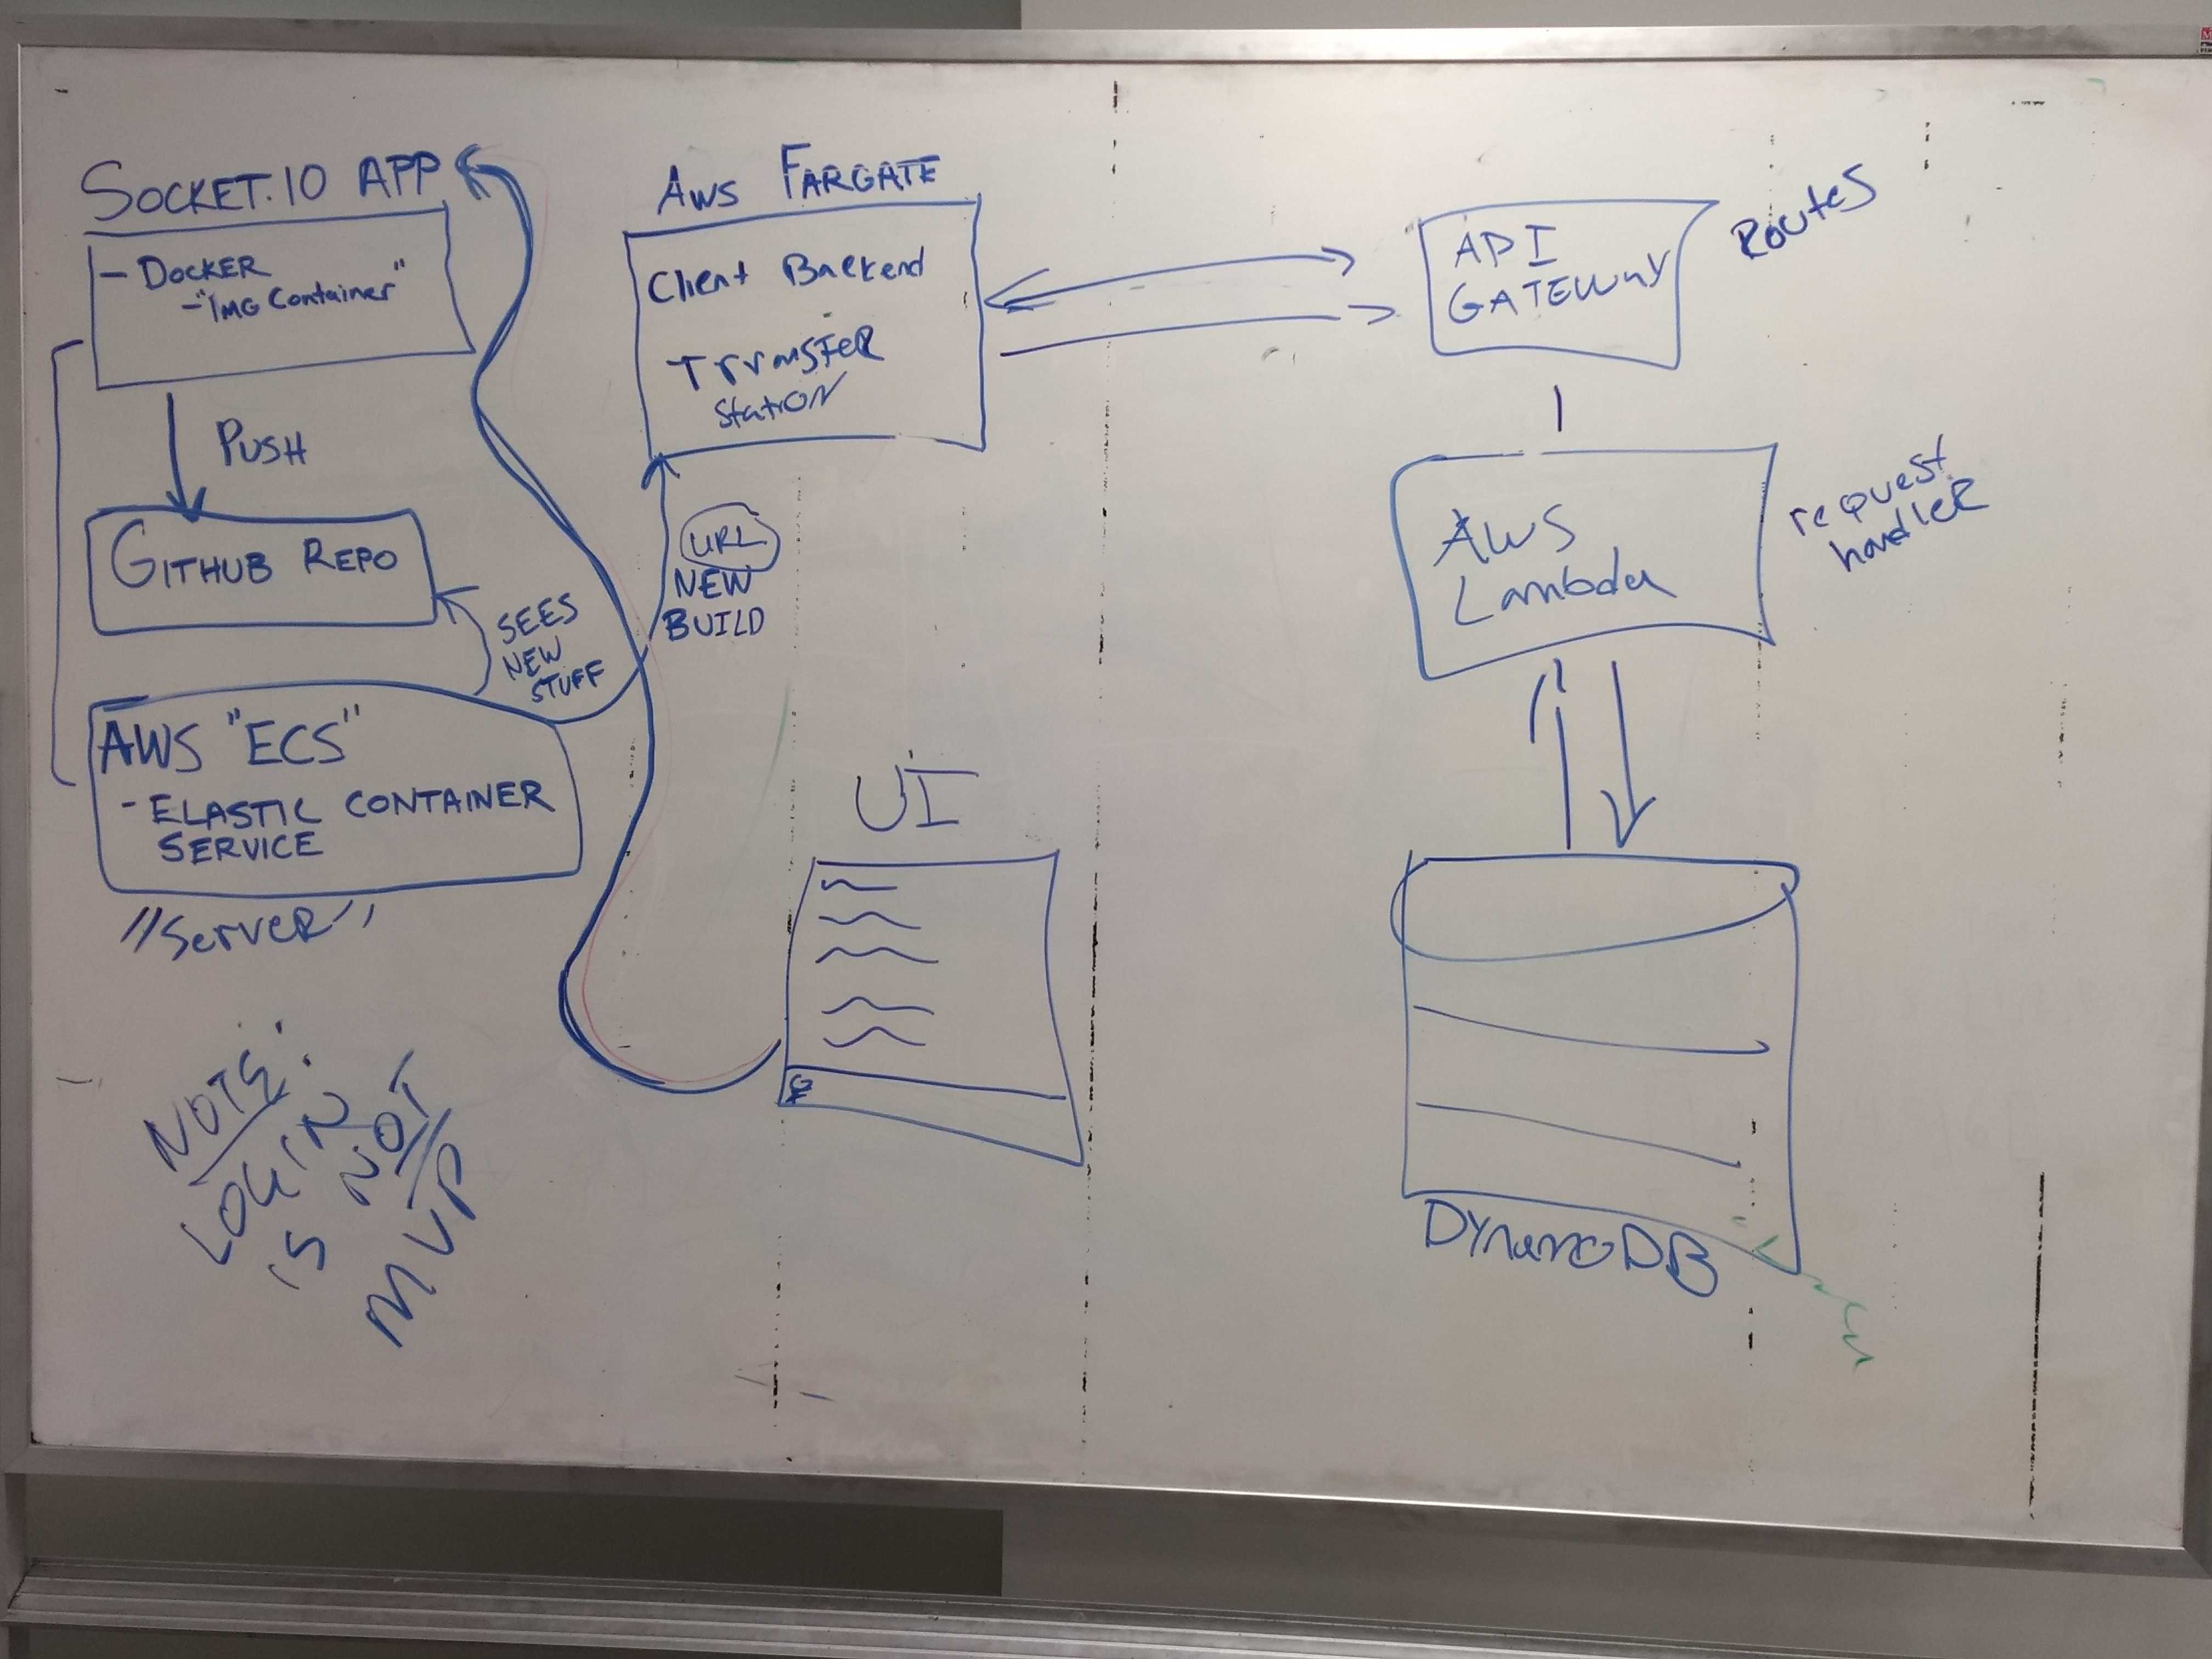 SOCKET.IO APP
- DOCKER
- "IMG Container"
PUSH
GITHUB REPO
SEES
NEW
STUFF
AWS "ECS"
- ELASTIC CONTAINER
SERVICE
"Server"
NOTE:
LOGIN
IS NOT
MVP
AWS FARGATE
Client Backend
Transfer
Station
URL
NEW
BUILD
UI
API
GATEWAY
Routes
AWS
Lambda
request
handler
DynamoDB